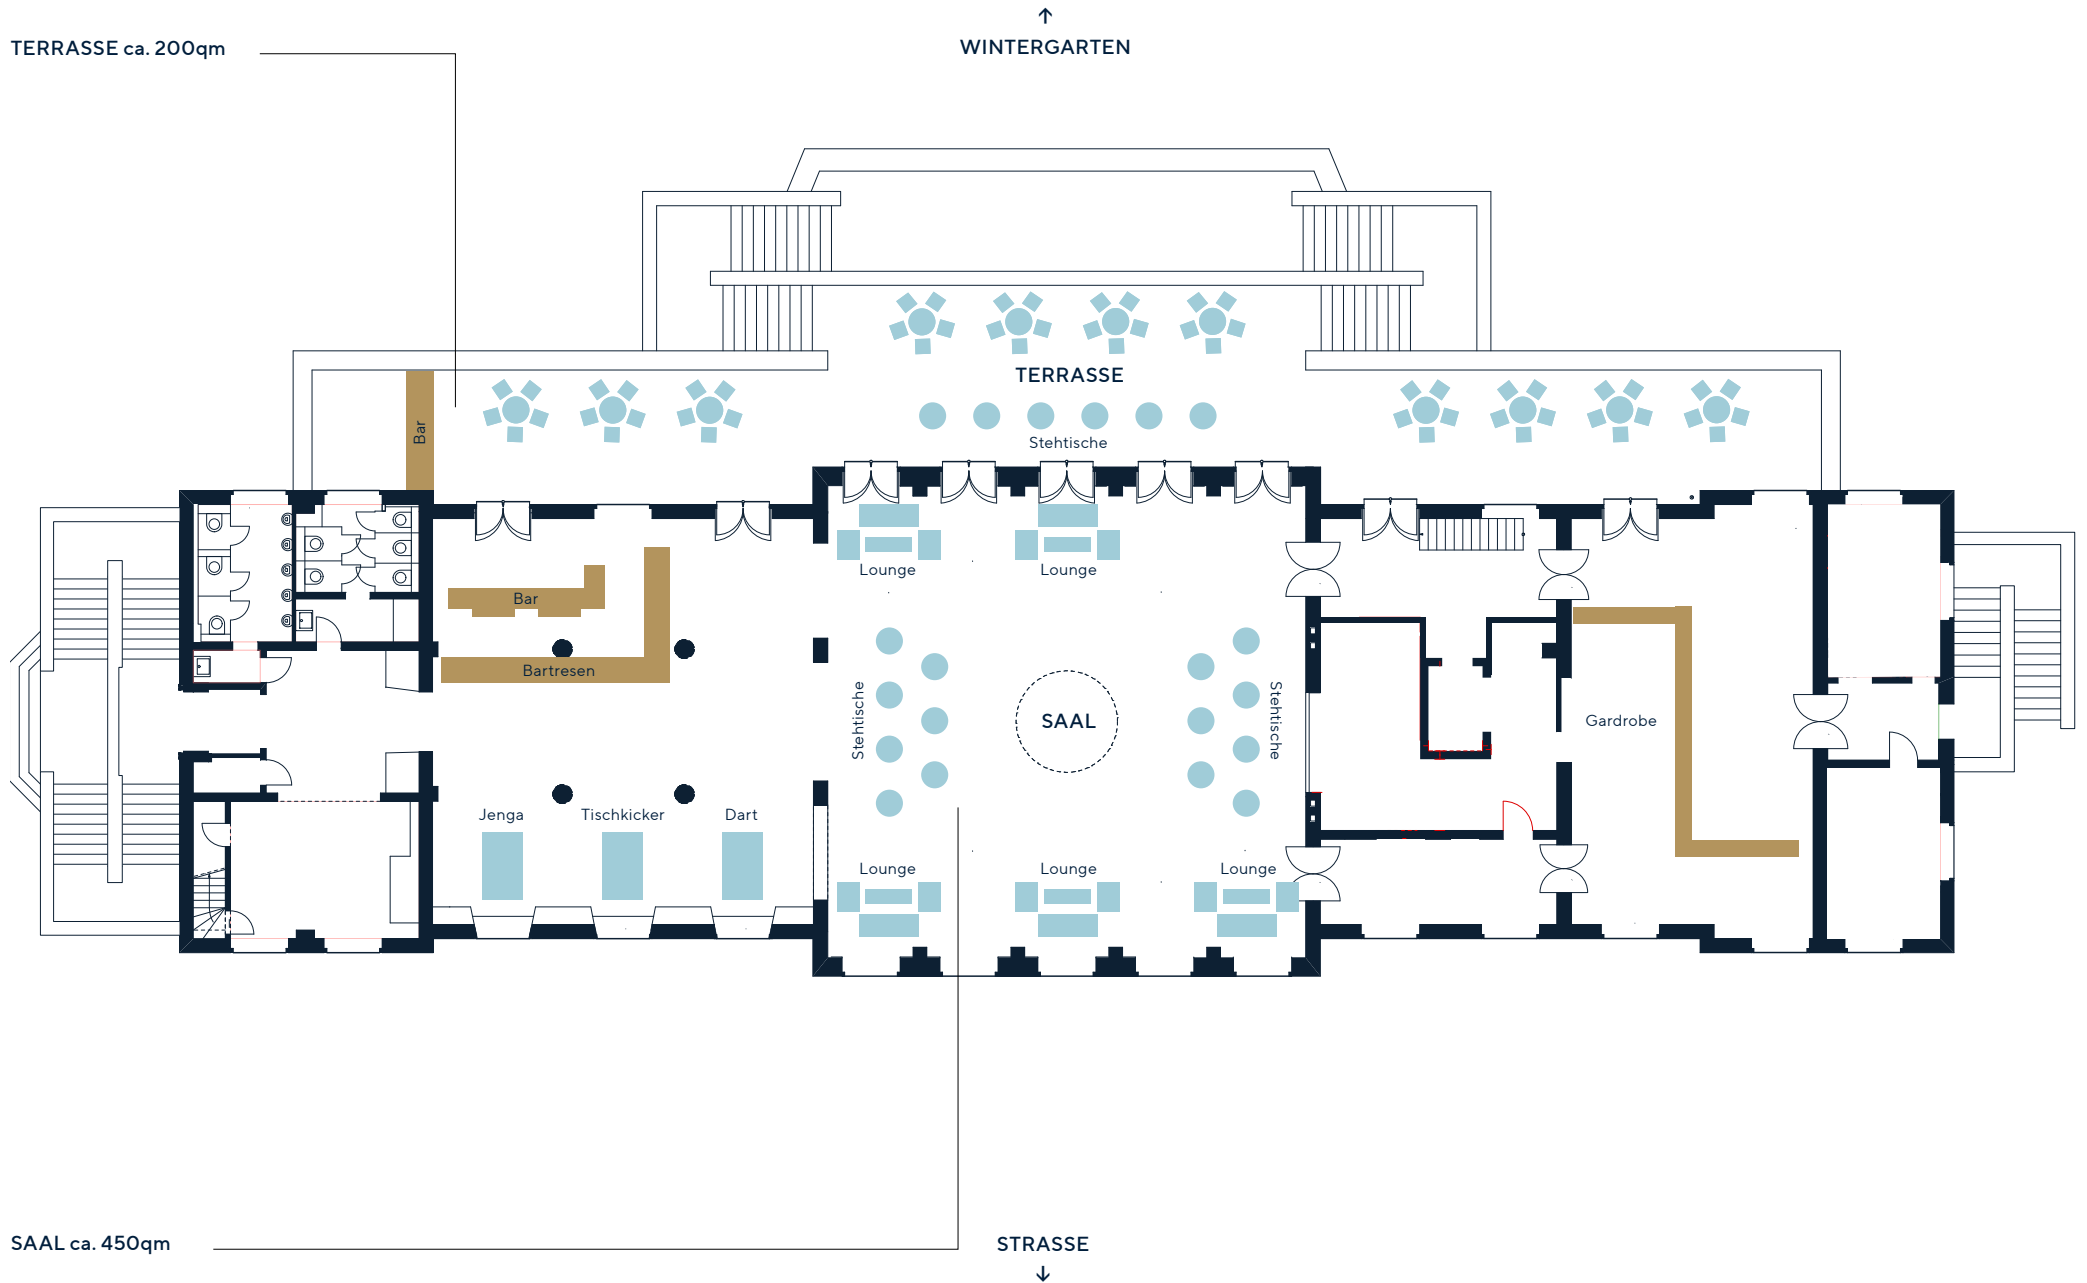 ↑
WINTERGARTEN
TERRASSE ca. 200qm
TERRASSE
Stehtische
Bar
Lounge
Lounge
Bar
Bartresen
Stehtische
SAAL
Stehtische
Gardrobe
Jenga
Tischkicker
Dart
Lounge
Lounge
Lounge
SAAL ca. 450qm
STRASSE
↓